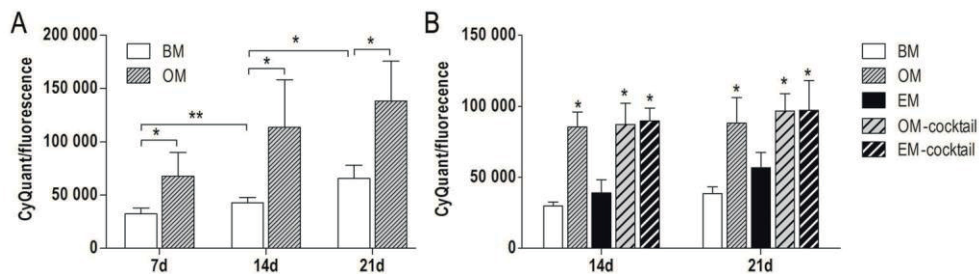 A
CyQuant/fluorescence
200 000
150 000
100 000
50 000
0
BM
OM
*
**
*
*
*
7d
14d
21d
B
CyQuant/fluorecence
150 000
100 000
50 000
0
* * *
* * *
14d
21d
BM
OM
EM
OM-cocktail
EM-cocktail